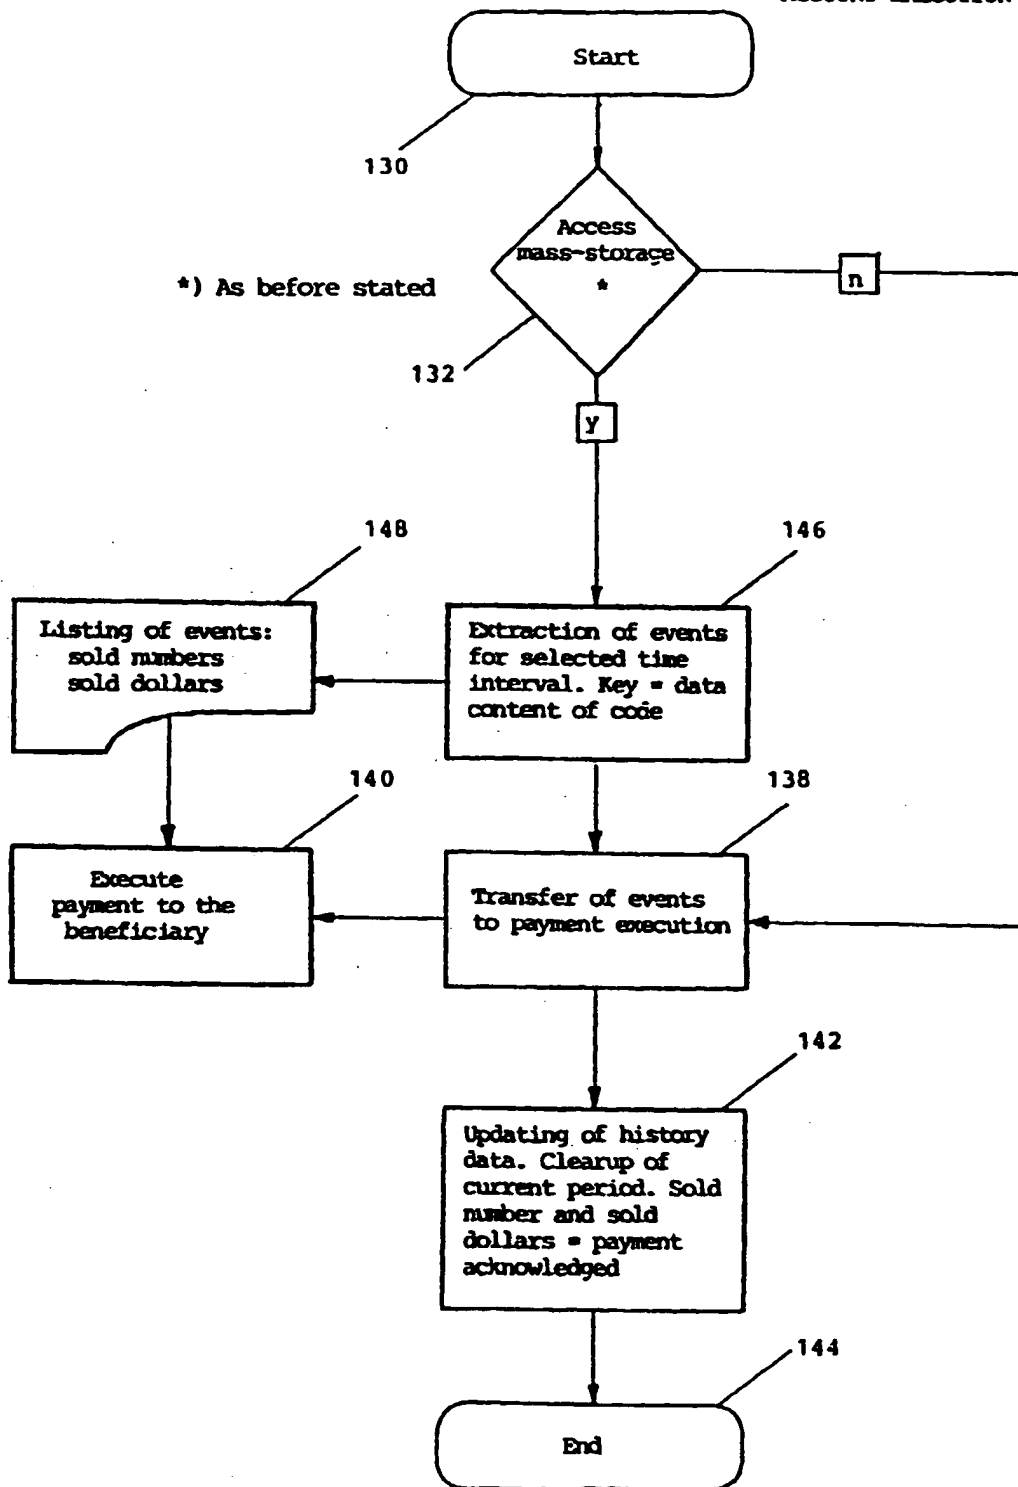 Start
130
Access
mass-storage
*
n
*) As before stated
132
y
148
146
Listing of events:
sold numbers
sold dollars
Extraction of events
for selected time
interval. Key = data
content of code
140
138
Execute
payment to the
beneficiary
Transfer of events
to payment execution
142
Updating of history
data. Clearup of
current period. Sold
number and sold
dollars = payment
acknowledged
144
End